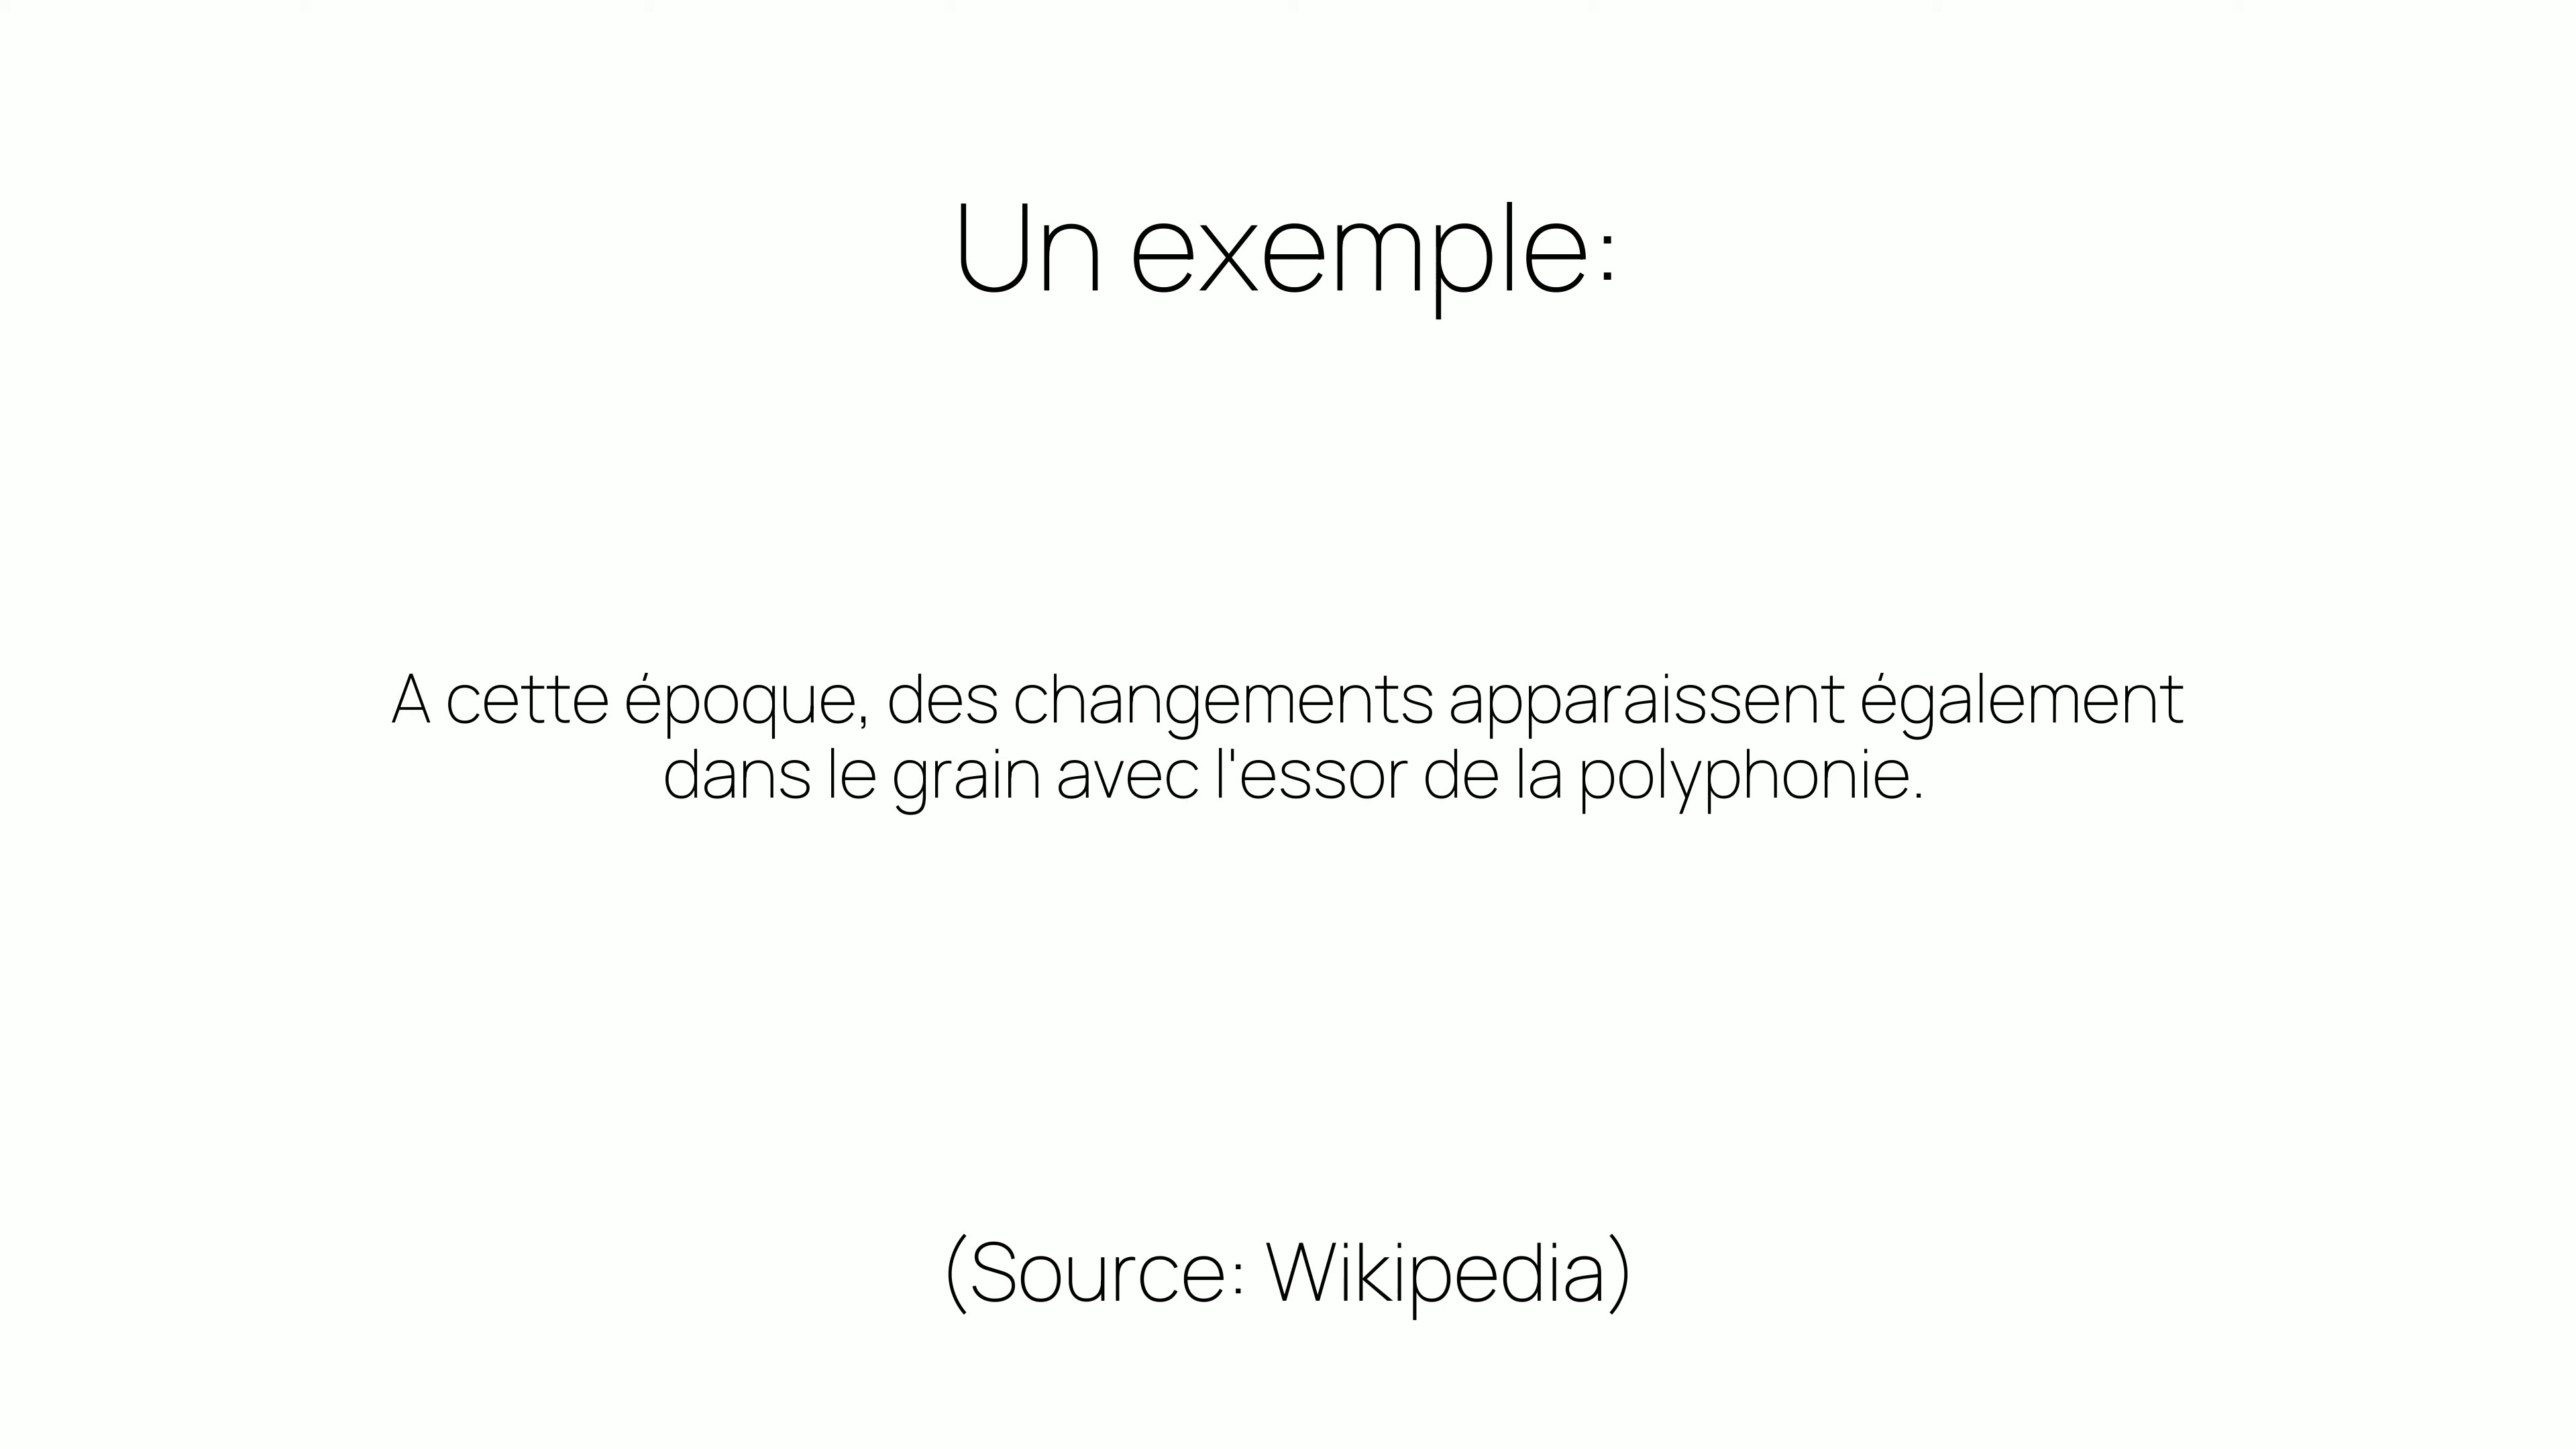 Un exemple:
A cette époque, des changements apparaissent également
dans le grain avec l'essor de la polyphonie.
(Source: Wikipedia)